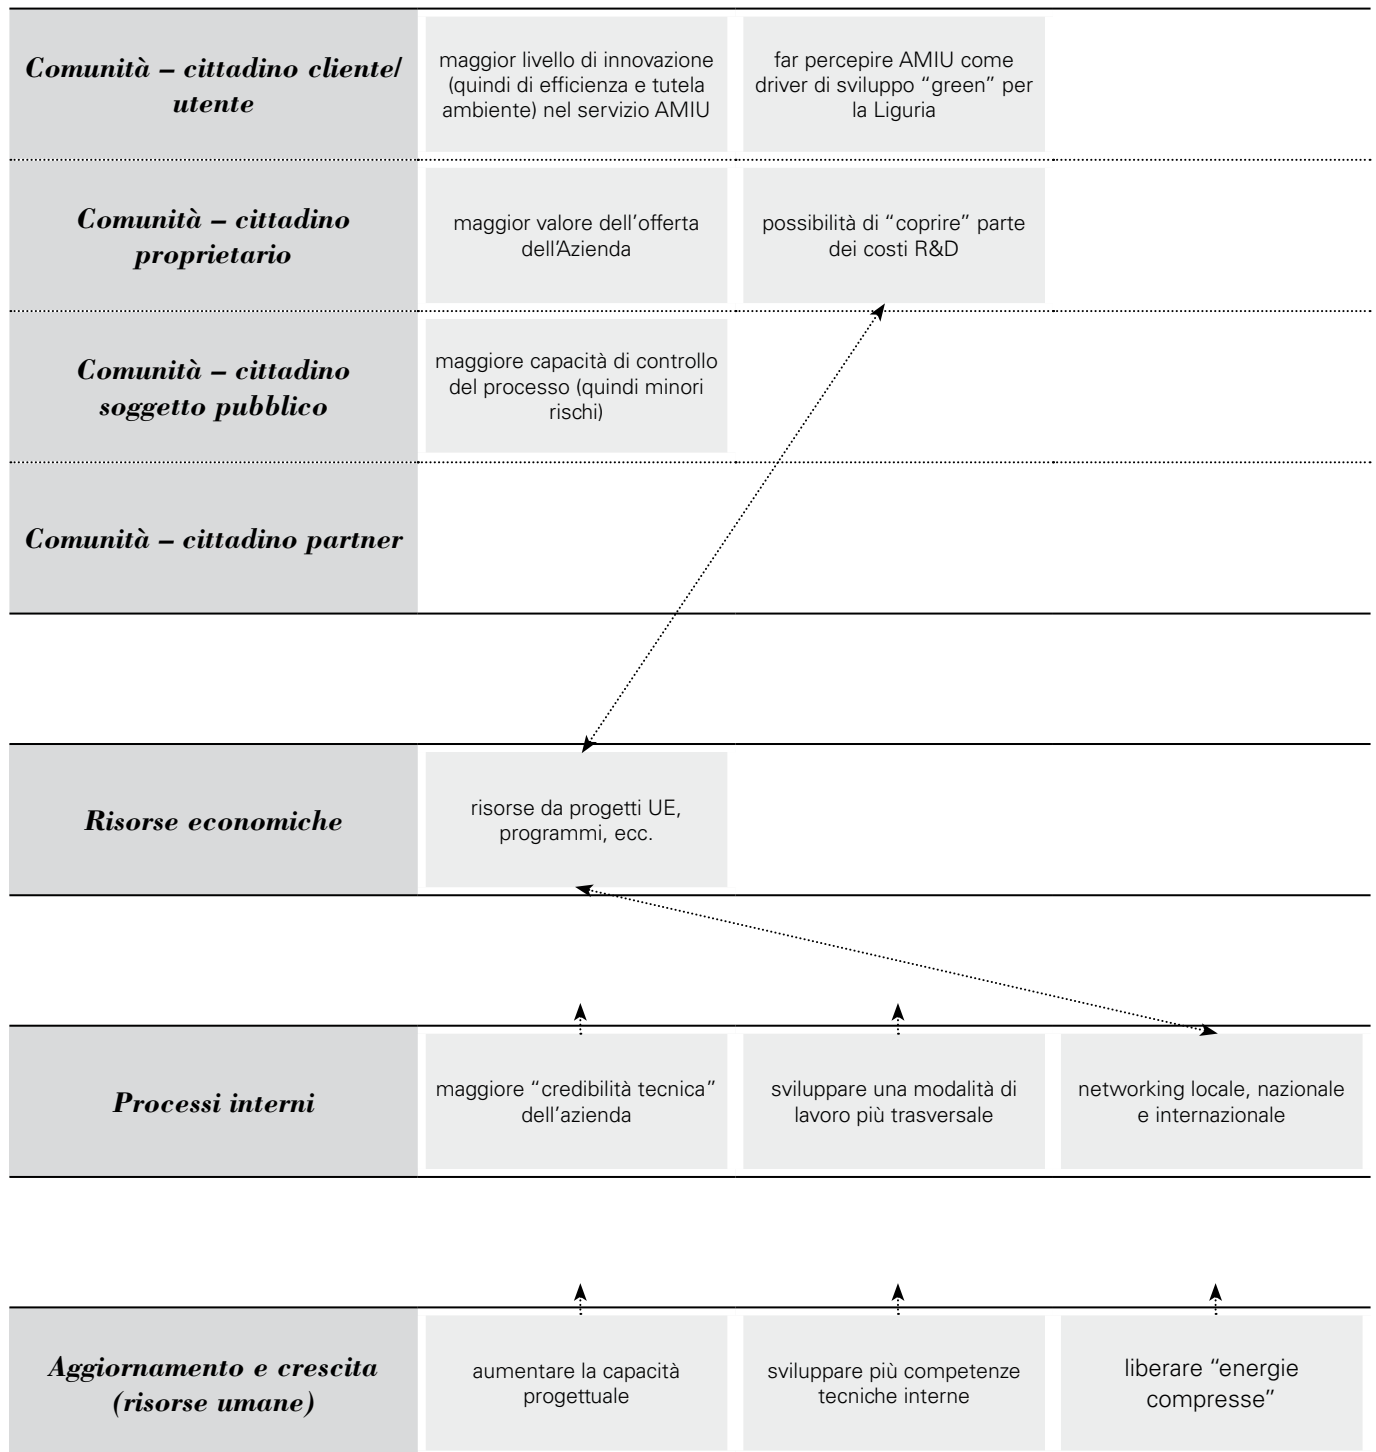 Comunità – cittadino cliente/
utente
maggior livello di innovazione
(quindi di efficienza e tutela
ambiente) nel servizio AMIU
far percepire AMIU come
driver di sviluppo “green” per
la Liguria
Comunità – cittadino
proprietario
maggior valore dell’offerta
dell’Azienda
possibilità di “coprire” parte
dei costi R&D
Comunità – cittadino
soggetto pubblico
maggiore capacità di controllo
del processo (quindi minori
rischi)
Comunità – cittadino partner
Risorse economiche
risorse da progetti UE,
programmi, ecc.
Processi interni
maggiore “credibilità tecnica”
dell’azienda
sviluppare una modalità di
lavoro più trasversale
networking locale, nazionale
e internazionale
Aggiornamento e crescita
(risorse umane)
aumentare la capacità
progettuale
sviluppare più competenze
tecniche interne
liberare “energie
compresse”